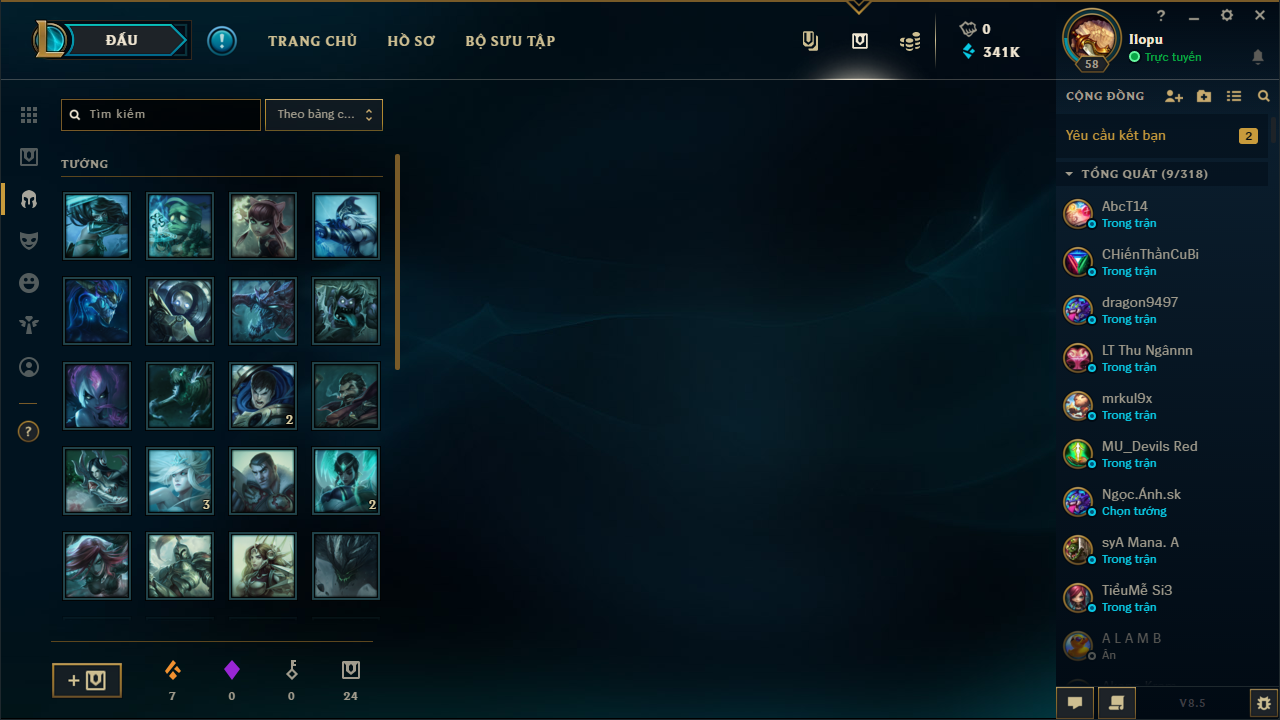 ĐẤU
TRANG CHỦ
HỒ SƠ
BỘ SƯU TẬP
0
341K
?
58
Ilopu
Trực tuyến
Tìm kiếm
Theo bảng c...
TƯỚNG
2
3
2
?
7
0
0
24
CỘNG ĐỒNG
Yêu cầu kết bạn
2
TỔNG QUÁT (9/318)
AbcT14
Trong trận
CHiếnThầnCuBi
Trong trận
dragon9497
Trong trận
LT Thu Ngânnn
Trong trận
mrkul9x
Trong trận
MU_Devils Red
Trong trận
Ngọc.Ánh.sk
Chọn tướng
syA Mana. A
Trong trận
TiểuMễ Si3
Trong trận
A L A M B
Ẩn
V8.5